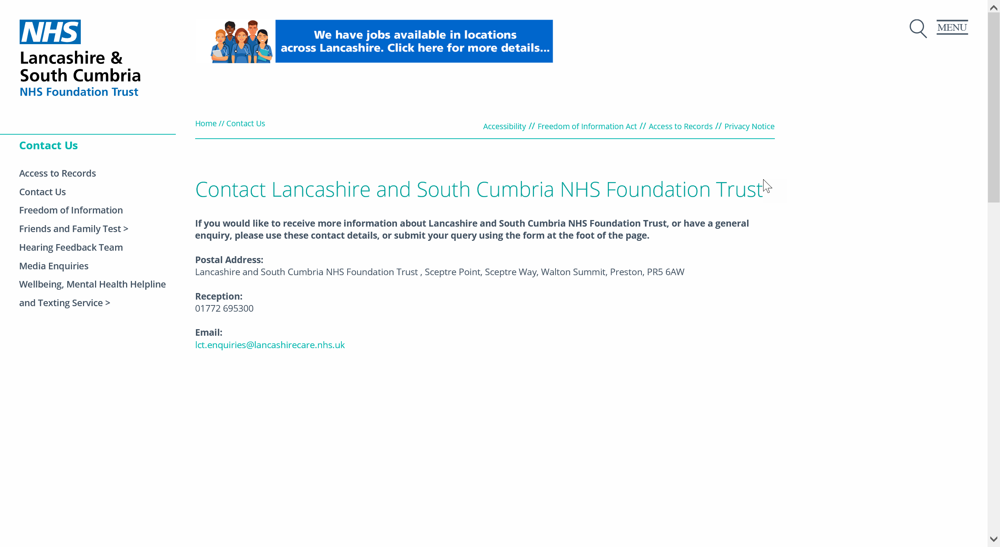 NHS
Lancashire &
South Cumbria
NHS Foundation Trust
We have jobs available in locations
across Lancashire. Click here for more details...
MENU
Home // Contact Us
Accessibility // Freedom of Information Act // Access to Records // Privacy Notice
Contact Us
Access to Records
Contact Us
Freedom of Information
Friends and Family Test >
Hearing Feedback Team
Media Enquiries
Wellbeing, Mental Health Helpline
and Texting Service >
Contact Lancashire and South Cumbria NHS Foundation Trust
If you would like to receive more information about Lancashire and South Cumbria NHS Foundation Trust, or have a general
enquiry, please use these contact details, or submit your query using the form at the foot of the page.
Postal Address:
Lancashire and South Cumbria NHS Foundation Trust , Sceptre Point, Sceptre Way, Walton Summit, Preston, PR5 6AW
Reception:
01772 695300
Email:
lct.enquiries@lancashirecare.nhs.uk